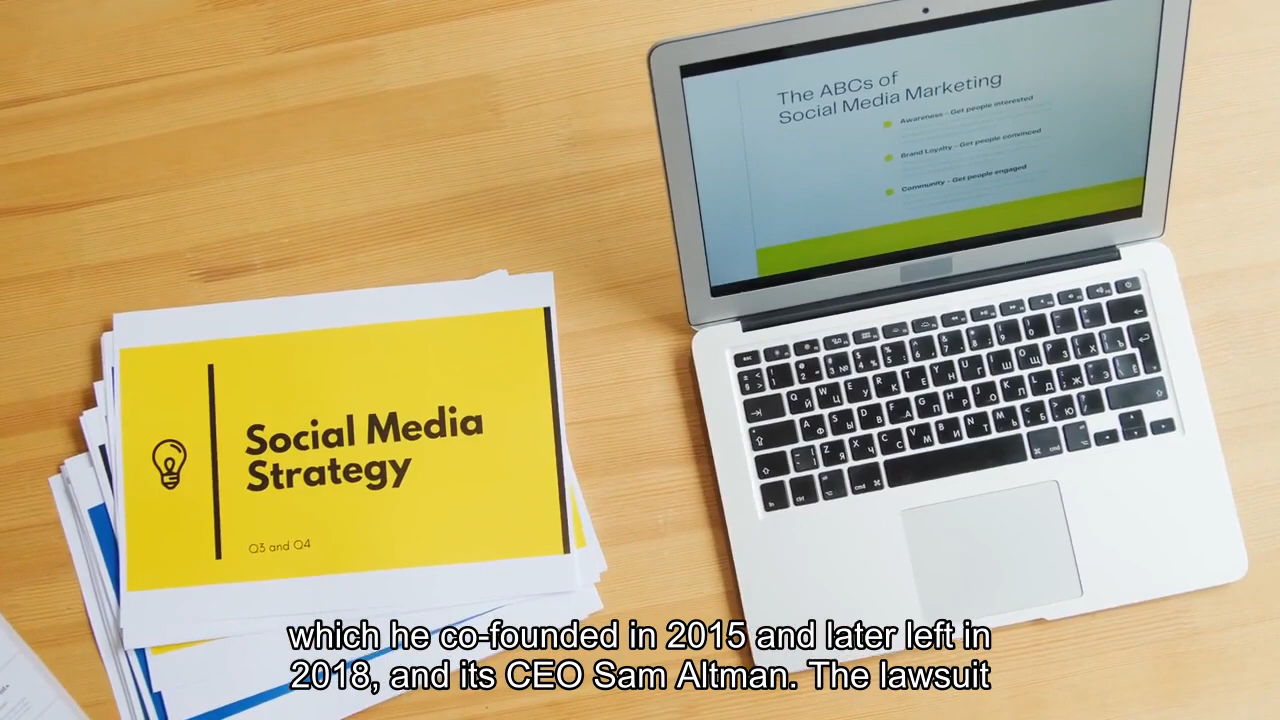 The ABCs of
Social Media Marketing
Awareness - Get people interested
Brand Loyalty - Get people convinced
Community - Get people engaged
Social Media
Strategy
Q3 and Q4
which he co-founded in 2015 and later left in
2018, and its CEO Sam Altman. The lawsuit